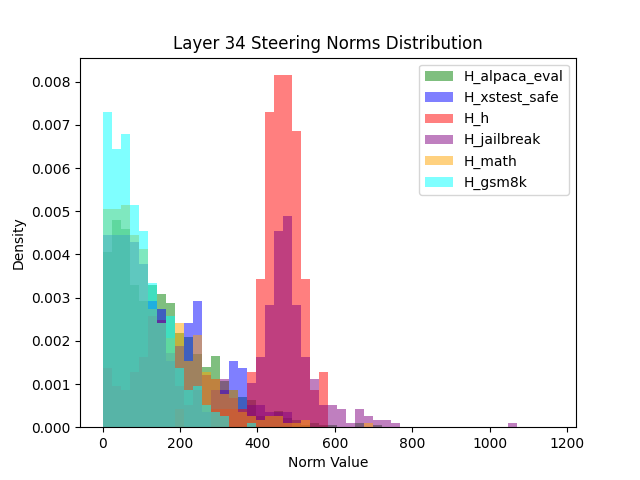 Layer 34 Steering Norms Distribution
H_alpaca_eval
H_xstest_safe
H_h
H_jailbreak
H_math
H_gsm8k
0.008
0.007
0.006
0.005
0.004
0.003
0.002
0.001
0.000
Density
0 200 400 600 800 1000 1200
Norm Value